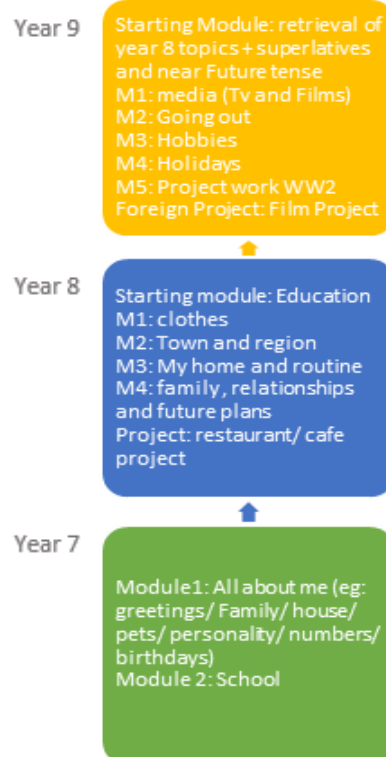 Year 9
Starting Module: retrieval of
year 8 topics + superlatives
and near Future tense
M1: media (Tv and Films)
M2: Going out
M3: Hobbies
M4: Holidays
M5: Project work WW2
Foreign Project: Film Project
Year 8
Starting module: Education
M1: clothes
M2: Town and region
M3: My home and routine
M4: family, relationships
and future plans
Project: restaurant/ cafe
project
Year 7
Module1: All about me (eg:
greetings/ Family/ house/
pets/ personality/ numbers/
birthdays)
Module 2: School